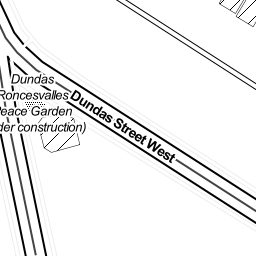 Dundas
Roncesvalles
Peace Garden
der construction)
Dundas Street West